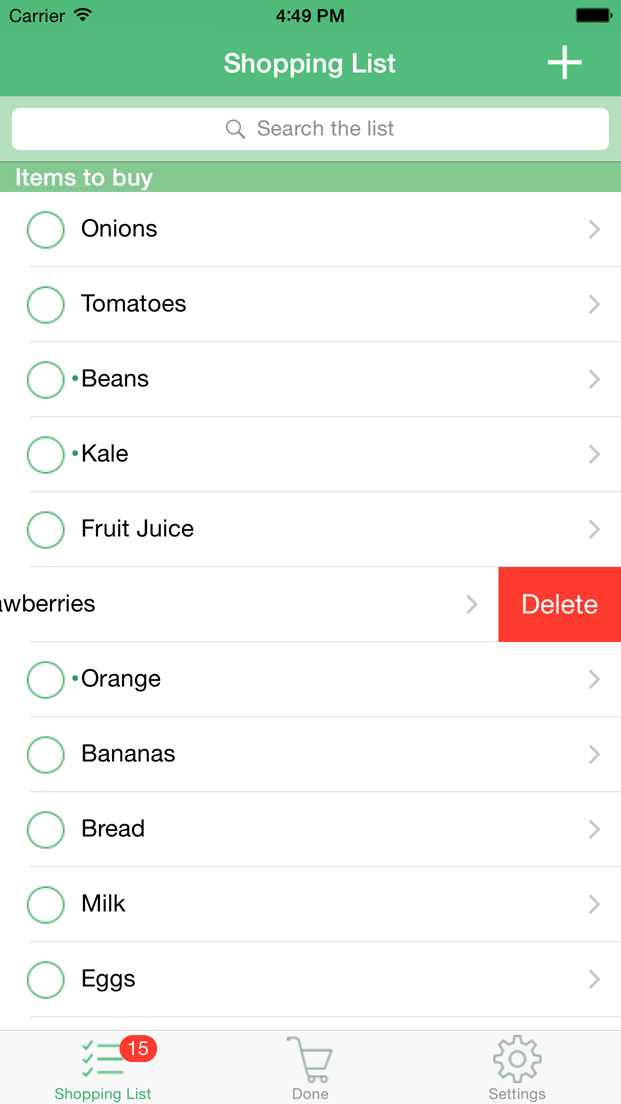 Carrier 4:49 PM
Shopping List
Search the list
Items to buy
Onions
Tomatoes
Beans
Kale
Fruit Juice
awberries Delete
Orange
Bananas
Bread
Milk
Eggs
15
Shopping List Done Settings